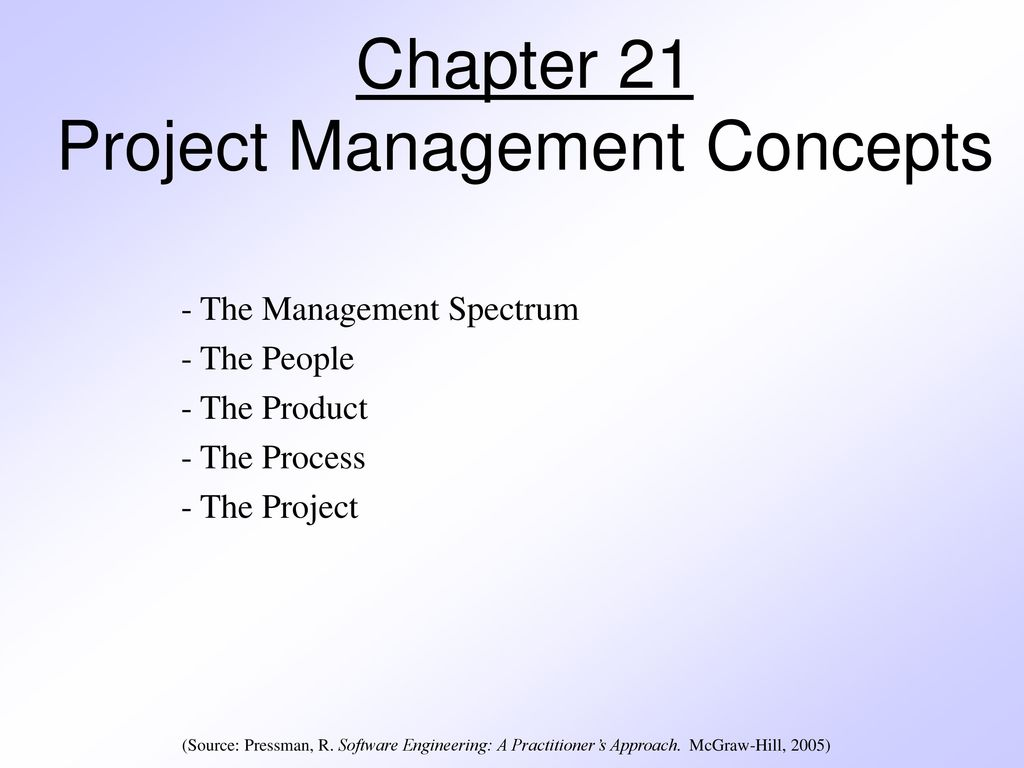 Chapter 21
Project Management Concepts
- The Management Spectrum
- The People
- The Product
- The Process
- The Project
(Source: Pressman, R. Software Engineering: A Practitioner’s Approach. McGraw-Hill, 2005)